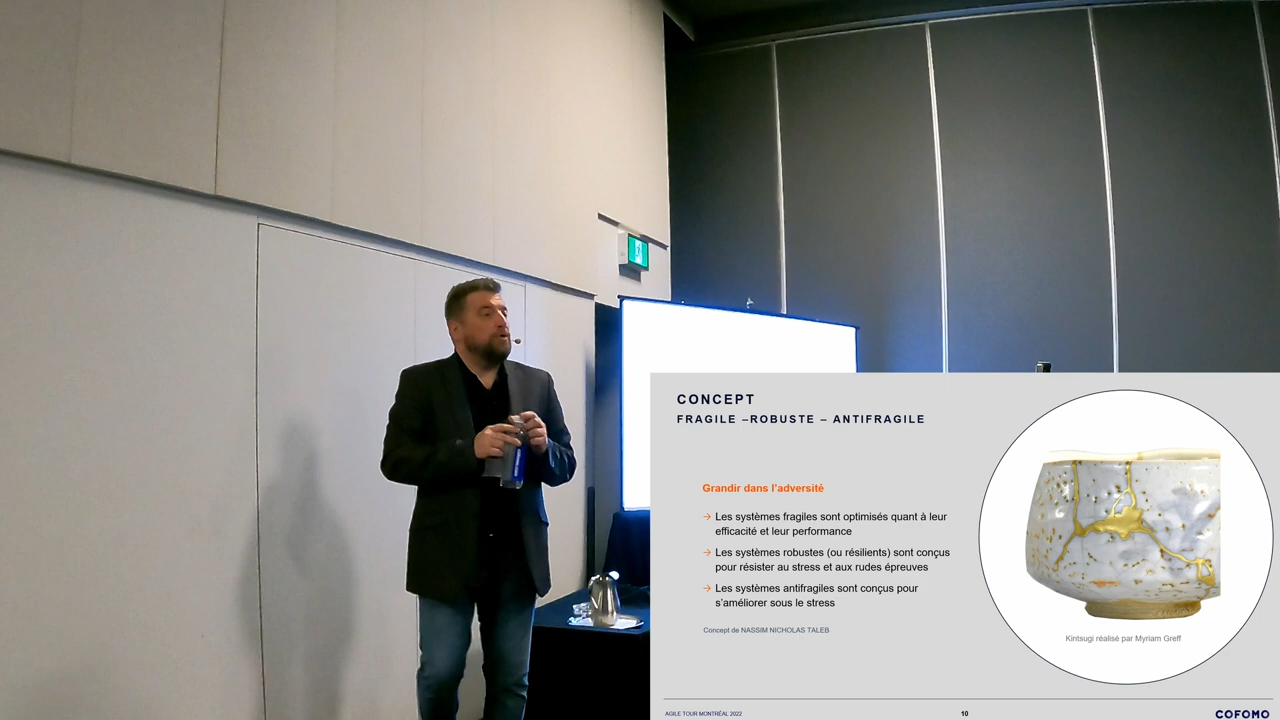 CONCEPT
FRAGILE –ROBUSTE – ANTIFRAGILE
Grandir dans l'adversité
→ Les systèmes fragiles sont optimisés quant à leur
efficacité et leur performance
→ Les systèmes robustes (ou résilients) sont conçus
pour résister au stress et aux rudes épreuves
→ Les systèmes antifragiles sont conçus pour
s'améliorer sous le stress
Concept de NASSIM NICHOLAS TALEB
Kintsugi réalisé par Myriam Greff
AGILE TOUR MONTRÉAL 2022
10
COFOMO